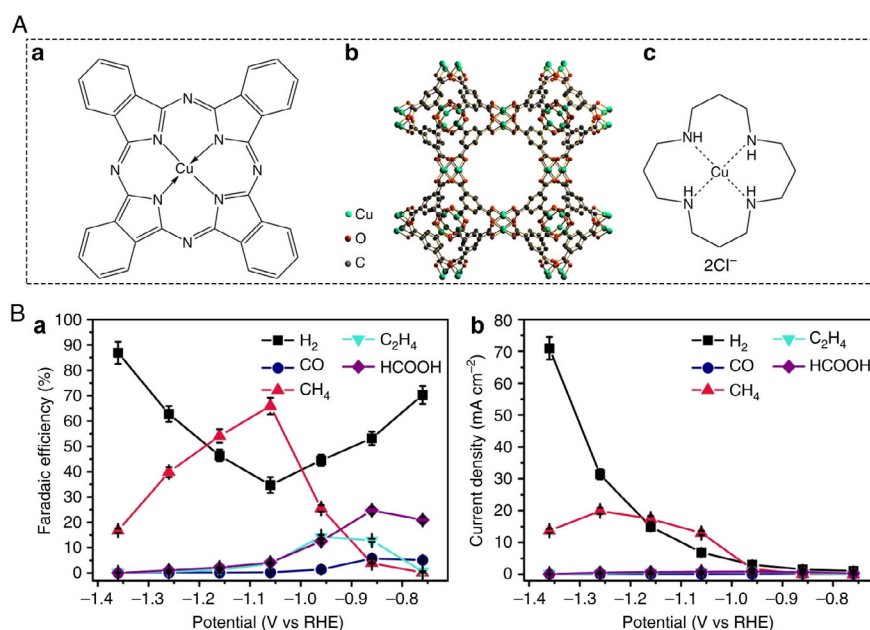 A
a
b
c
N
N
N
N
N
N
N
N
Cu
Cu
O
C
NH
N
H
Cu
H
N
H
N
2Cl⁻
B
a
b
H₂
CO
CH₄
C₂H₄
HCOOH
Faradaic efficiency (%)
100
90
80
70
60
50
40
30
20
10
0
−1.4 −1.3 −1.2 −1.1 −1.0 −0.9 −0.8
Potential (V vs RHE)
H₂
CO
CH₄
C₂H₄
HCOOH
Current density (mA cm⁻²)
80
70
60
50
40
30
20
10
0
−1.4 −1.3 −1.2 −1.1 −1.0 −0.9 −0.8
Potential (V vs RHE)